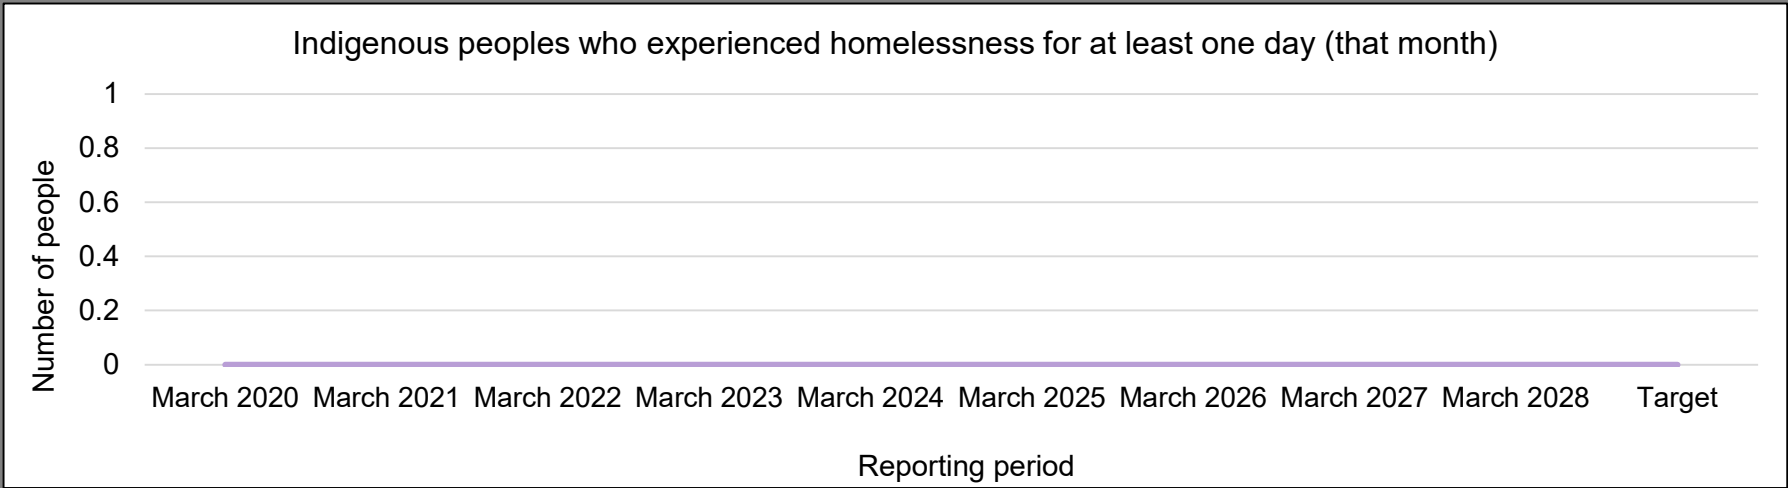 Indigenous peoples who experienced homelessness for at least one day (that month)
Number of people
1
0.8
0.6
0.4
0.2
0
March 2020 March 2021 March 2022 March 2023 March 2024 March 2025 March 2026 March 2027 March 2028 Target
Reporting period